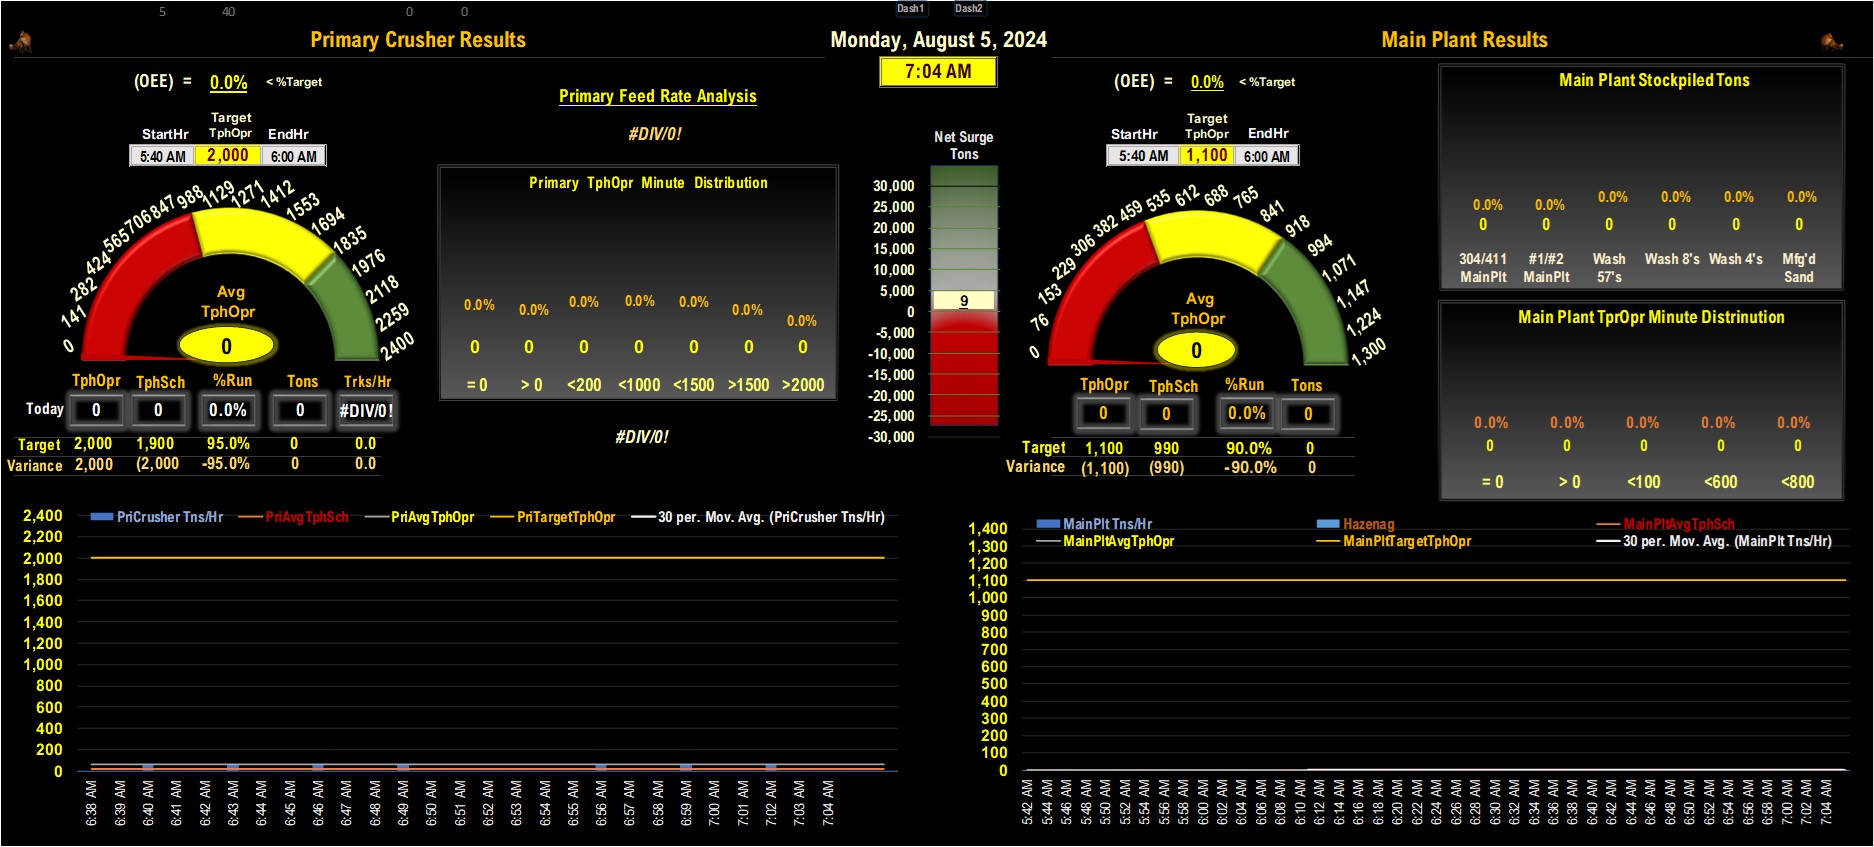 5 40 0 0 Dash1 Dash2
Primary Crusher Results
Monday, August 5, 2024
Main Plant Results
7:04 AM
(OEE) = 0.0% < %Target
Primary Feed Rate Analysis
#DIV/0!
Target
StartHr TphOpr EndHr
5:40 AM 2,000 6:00 AM
0 141 282 424 565 706 847 988 1129 1271 1412 1553 1694 1835 1976 2118 2259 2400
Avg
TphOpr
0
Primary TphOpr Minute Distribution
0.0% 0.0% 0.0% 0.0% 0.0% 0.0% 0.0%
0 0 0 0 0 0 0
= 0 > 0 <200 <1000 <1500 >1500 >2000
#DIV/0!
TphOpr TphSch %Run Tons Trks/Hr
Today 0 0 0.0% 0 #DIV/0!
Target 2,000 1,900 95.0% 0 0.0
Variance 2,000 (2,000 -95.0% 0 0.0
Net Surge
Tons
30,000
25,000
20,000
15,000
10,000
5,000
9
0
-5,000
-10,000
-15,000
-20,000
-25,000
-30,000
(OEE) = 0.0% < %Target
Target
StartHr TphOpr EndHr
5:40 AM 1,100 6:00 AM
0 76 153 229 306 382 459 535 612 688 765 841 918 994 1,071 1,147 1,224 1,300
Avg
TphOpr
0
TphOpr TphSch %Run Tons
0 0 0.0% 0
Target 1,100 990 90.0% 0
Variance (1,100) (990) -90.0% 0
Main Plant Stockpiled Tons
0.0% 0.0% 0.0% 0.0% 0.0% 0.0%
0 0 0 0 0 0
304/411 #1/#2 Wash Wash 8's Wash 4's Mfg'd
MainPlt MainPlt 57's Sand
Main Plant TprOpr Minute Distrinution
0.0% 0.0% 0.0% 0.0% 0.0%
0 0 0 0 0
= 0 > 0 <100 <600 <800
PriCrusher Tns/Hr PriAvgTphSch PriAvgTphOpr PriTargetTphOpr 30 per. Mov. Avg. (PriCrusher Tns/Hr)
2,400
2,200
2,000
1,800
1,600
1,400
1,200
1,000
800
600
400
200
0
6:38 AM 6:39 AM 6:40 AM 6:41 AM 6:42 AM 6:43 AM 6:44 AM 6:45 AM 6:46 AM 6:47 AM 6:48 AM 6:49 AM 6:50 AM 6:51 AM 6:52 AM 6:53 AM 6:54 AM 6:55 AM 6:56 AM 6:57 AM 6:58 AM 6:59 AM 7:00 AM 7:01 AM 7:02 AM 7:03 AM 7:04 AM
MainPlt Tns/Hr Hazenag MainPltAvgTphSch
MainPltAvgTphOpr MainPltTargetTphOpr 30 per. Mov. Avg. (MainPlt Tns/Hr)
1,400
1,300
1,200
1,100
1,000
900
800
700
600
500
400
300
200
100
0
5:42 AM 5:44 AM 5:46 AM 5:48 AM 5:50 AM 5:52 AM 5:54 AM 5:56 AM 5:58 AM 6:00 AM 6:02 AM 6:04 AM 6:06 AM 6:08 AM 6:10 AM 6:12 AM 6:14 AM 6:16 AM 6:18 AM 6:20 AM 6:22 AM 6:24 AM 6:26 AM 6:28 AM 6:30 AM 6:32 AM 6:34 AM 6:36 AM 6:38 AM 6:40 AM 6:42 AM 6:44 AM 6:46 AM 6:48 AM 6:50 AM 6:52 AM 6:54 AM 6:56 AM 6:58 AM 7:00 AM 7:02 AM 7:04 AM